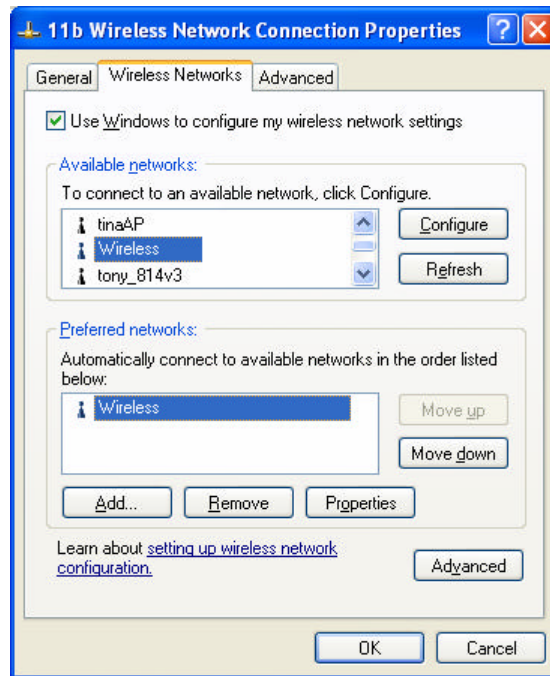 11b Wireless Network Connection Properties
General Wireless Networks Advanced
Use Windows to configure my wireless network settings
Available networks:
To connect to an available network, click Configure.
tinaAP
Wireless
tony_814v3
Configure
Refresh
Preferred networks:
Automatically connect to available networks in the order listed
below:
Wireless
Move up
Move down
Add... Remove Properties
Learn about setting up wireless network
configuration.
Advanced
OK Cancel